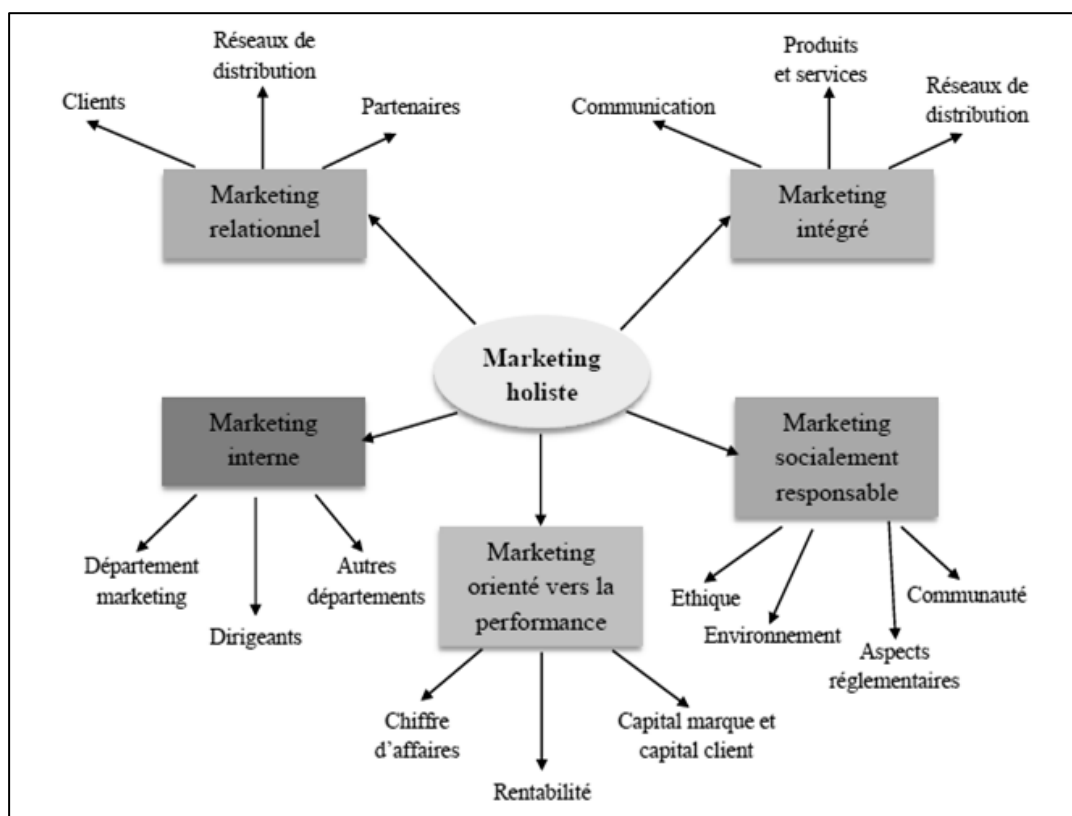 Réseaux de
distribution
Clients
Partenaires
Marketing
relationnel
Produits
et services
Communication
Réseaux de
distribution
Marketing
intégré
Marketing
holiste
Marketing
interne
Département
marketing
Dirigeants
Autres
départements
Marketing
orienté vers la
performance
Chiffre
d’affaires
Rentabilité
Capital marque et
capital client
Marketing
socialement
responsable
Ethique
Environnement
Aspects
réglementaires
Communauté